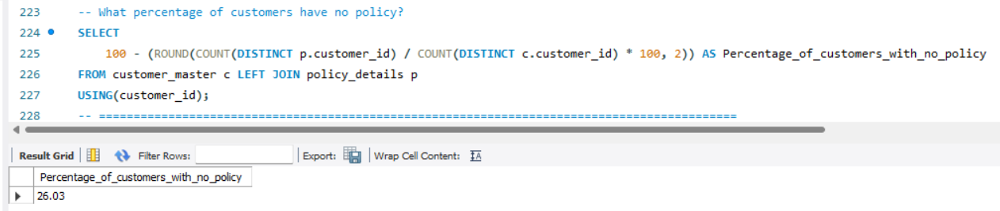 223 -- What percentage of customers have no policy?
224 SELECT
225 100 - (ROUND(COUNT(DISTINCT p.customer_id) / COUNT(DISTINCT c.customer_id) * 100, 2)) AS Percentage_of_customers_with_no_policy
226 FROM customer_master c LEFT JOIN policy_details p
227 USING(customer_id);
228 -- ============================================================================================
Result Grid Filter Rows: Export: Wrap Cell Content:
Percentage_of_customers_with_no_policy
26.03